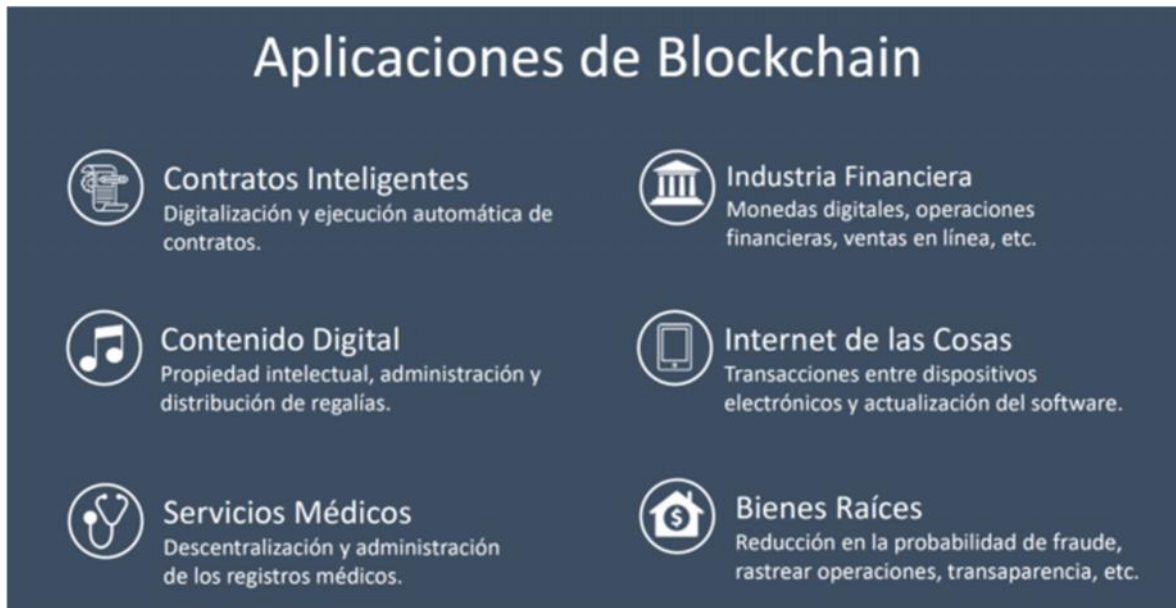 Aplicaciones de Blockchain
Contratos Inteligentes
Digitalización y ejecución automática de
contratos.
Industria Financiera
Monedas digitales, operaciones
financieras, ventas en línea, etc.
Contenido Digital
Propiedad intelectual, administración y
distribución de regalías.
Internet de las Cosas
Transacciones entre dispositivos
electrónicos y actualización del software.
Servicios Médicos
Descentralización y administración
de los registros médicos.
Bienes Raíces
Reducción en la probabilidad de fraude,
rastrear operaciones, transaparencia, etc.